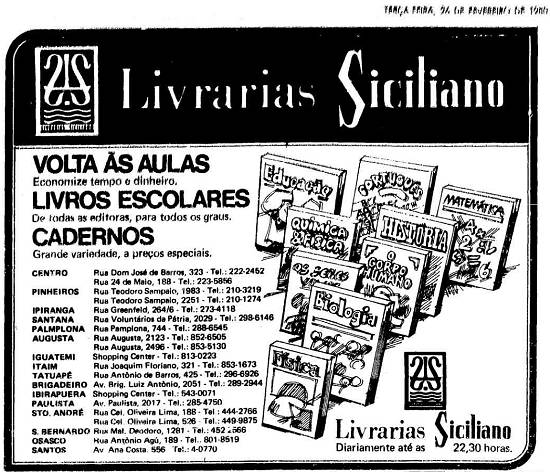 TERÇA-FEIRA, 26 DE FEVEREIRO DE
LIVRARIAS SICILIANO
Livrarias Siciliano
VOLTA ÀS AULAS
Economize tempo e dinheiro.
LIVROS ESCOLARES
De todas as editoras, para todos os graus.
CADERNOS
Grande variedade, a preços especiais.
CENTRO Rua Dom José de Barros, 323 - Tel.: 222-2452
Rua 24 de Maio, 188 - Tel.: 223-5856
PINHEIROS Rua Teodoro Sampaio, 1983 - Tel.: 210-3219
Rua Teodoro Sampaio, 2251 - Tel.: 210-1274
IPIRANGA Rua Greenfeld, 264/6 - Tel.: 273-4118
SANTANA Rua Voluntários da Pátria, 2029 - Tel.: 298-6146
PALMPLONA Rua Pamplona, 744 - Tel.: 288-6545
AUGUSTA Rua Augusta, 2123 - Tel.: 852-6505
Rua Augusta, 2496 - Tel.: 853-5130
IGUATEMI Shopping Center - Tel.: 813-0223
ITAIM Rua Joaquim Floriano, 321 - Tel.: 853-1673
TATUAPÉ Rua Antônio de Barros, 425 - Tel.: 296-6926
BRIGADEIRO Av. Brig. Luiz Antônio, 2051 - Tel.: 289-2944
IBIRAPUERA Shopping Center - Tel.: 543-0071
PAULISTA Av. Paulista, 2017 - Tel.: 285-4750
STO. ANDRÉ Rua Cel. Oliveira Lima, 188 - Tel.: 444-2766
Rua Cel. Oliveira Lima, 526 - Tel.: 449-9875
S. BERNARDO Rua Mal. Deodoro, 1281 - Tel.:
OSASCO Rua Antônio Agú, 189 - Tel.: 801-8519
SANTOS Av. Ana Costa, 556 Tel.: 4-0770
Educação
PORTUGUÊS
MATEMÁTICA
QUÍMICA & FÍSICA
HISTÓRIA
O CORPO HUMANO
Biologia
Física
Livrarias Siciliano
Diariamente até as 22,30 horas.